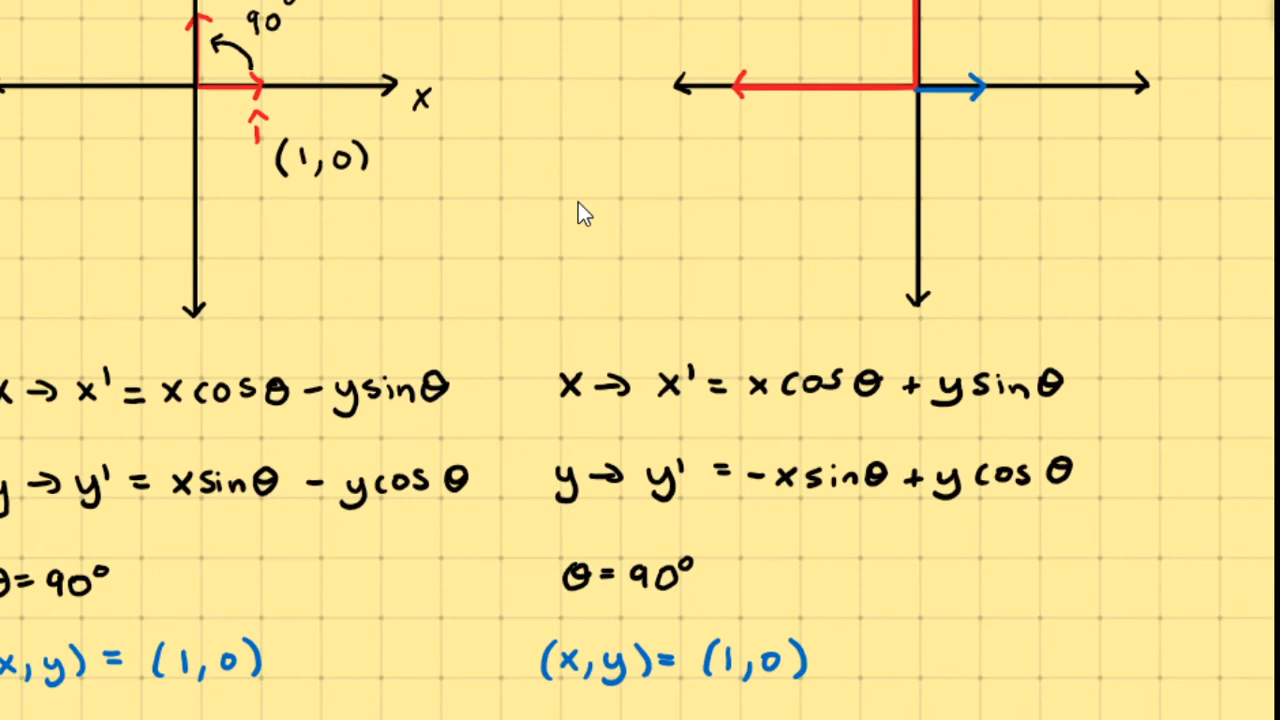 90°
x
(1,0)
x → x' = x cos θ - y sin θ
y → y' = x sin θ - y cos θ
θ = 90°
x,y) = (1,0)
x → x' = x cos θ + y sin θ
y → y' = -x sin θ + y cos θ
θ = 90°
(x,y) = (1,0)